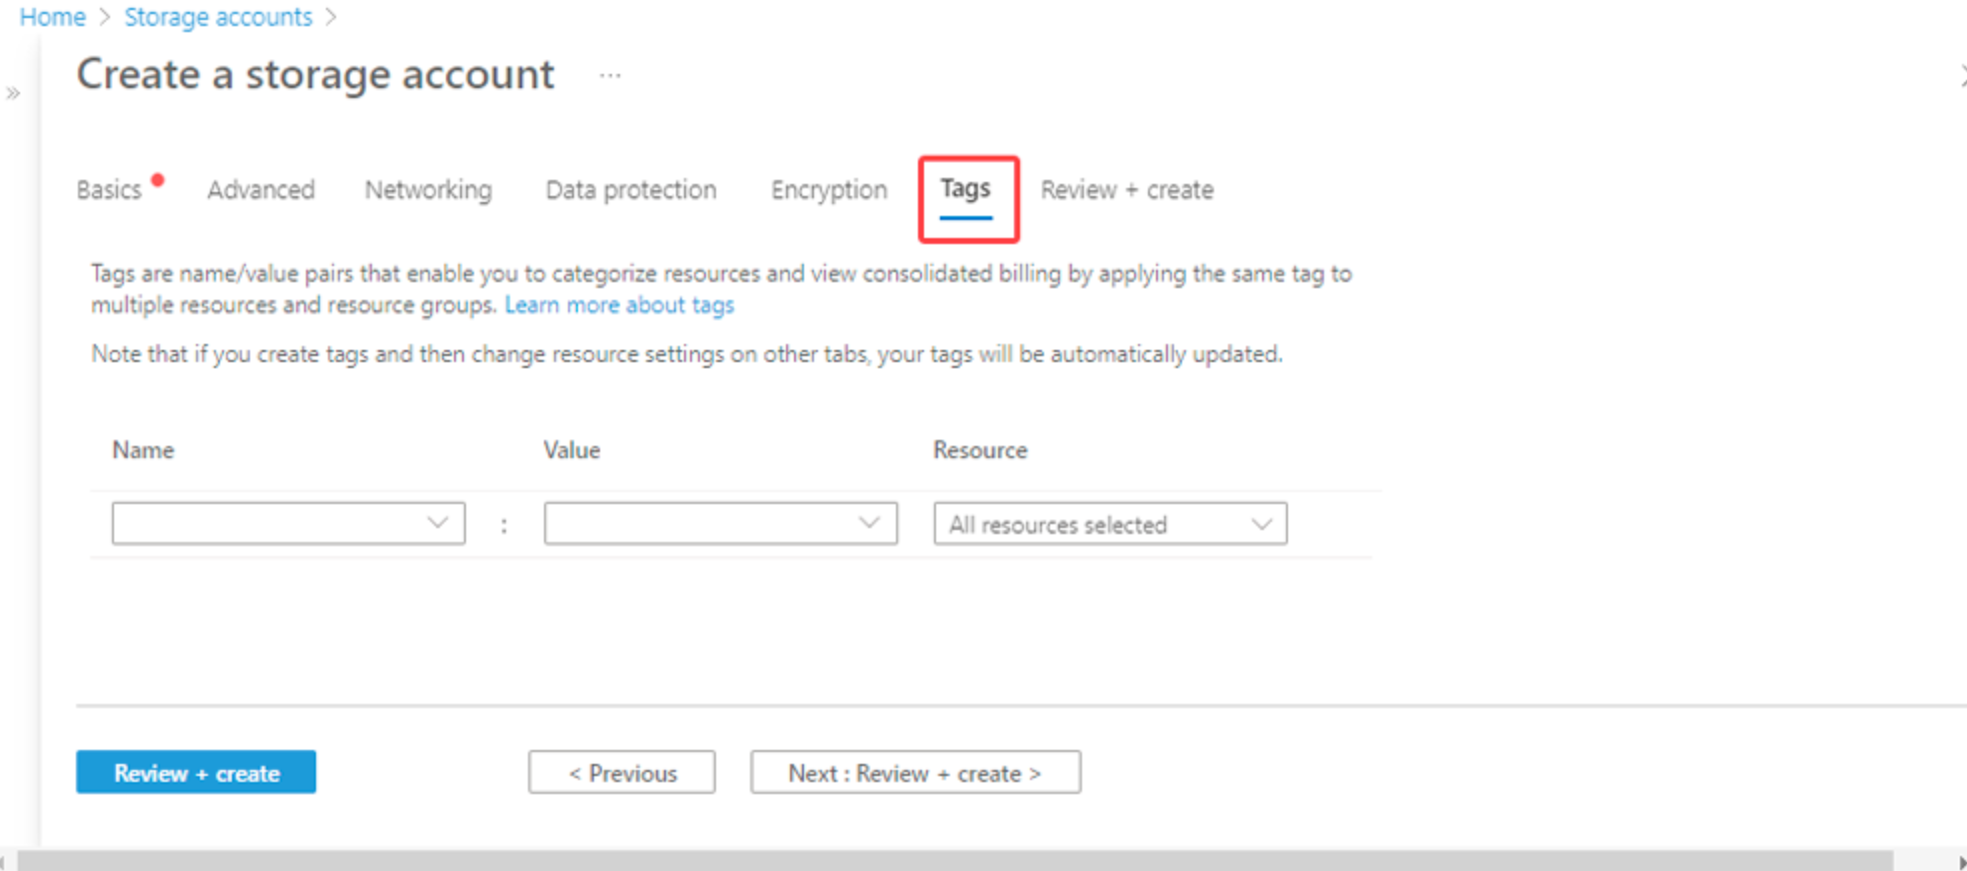 Home > Storage accounts >
Create a storage account ...
»
Basics Advanced Networking Data protection Encryption Tags Review + create
Tags are name/value pairs that enable you to categorize resources and view consolidated billing by applying the same tag to
multiple resources and resource groups. Learn more about tags
Note that if you create tags and then change resource settings on other tabs, your tags will be automatically updated.
Name Value Resource
: All resources selected
Review + create < Previous Next : Review + create >